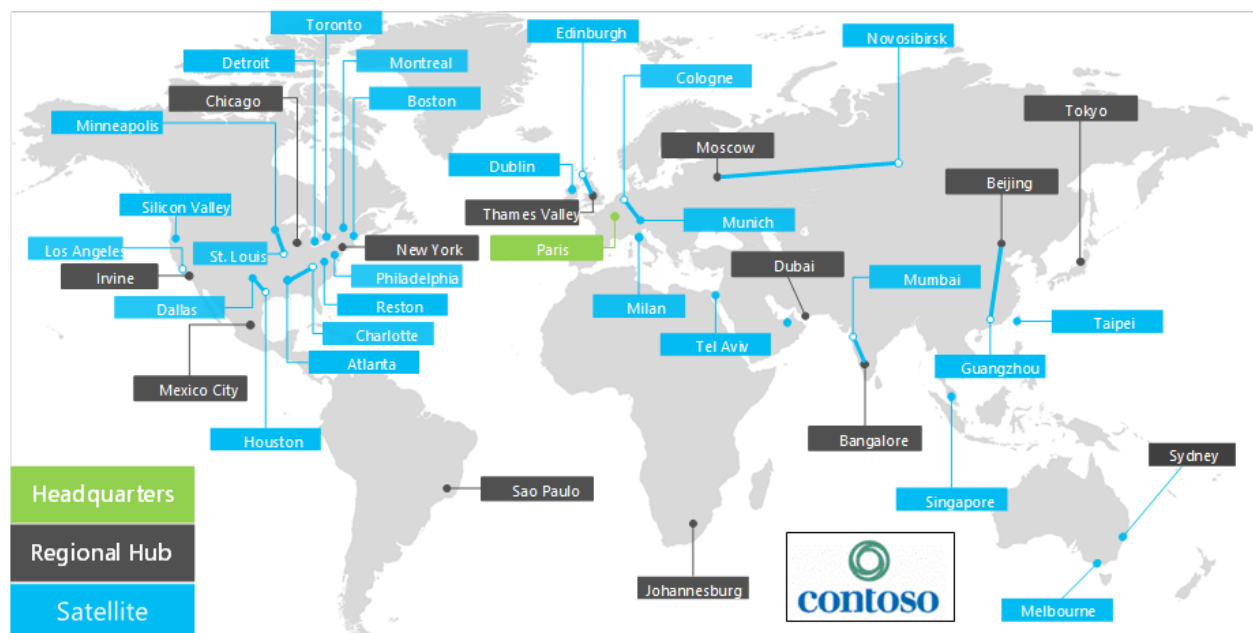 Toronto
Edinburgh
Novosibirsk
Detroit
Montreal
Cologne
Chicago
Boston
Tokyo
Minneapolis
Moscow
Dublin
Beijing
Silicon Valley
Thames Valley
Munich
Los Angeles
St. Louis
New York
Paris
Irvine
Dubai
Mumbai
Philadelphia
Dallas
Reston
Milan
Taipei
Charlotte
Tel Aviv
Atlanta
Guangzhou
Mexico City
Houston
Bangalore
Sydney
Headquarters
Sao Paulo
Singapore
Regional Hub
Johannesburg
contoso
Satellite
Melbourne